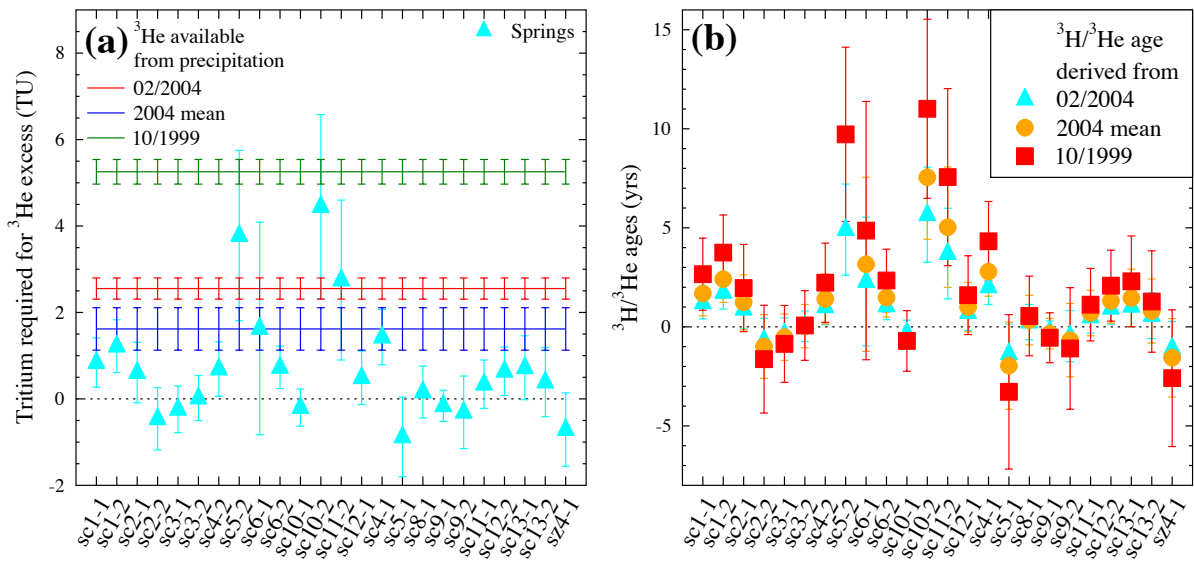 (a)
³He available
from precipitation
02/2004
2004 mean
10/1999
Springs
Tritium required for ³He excess (TU)
8
6
4
2
0
-2
sc1-1
sc1-2
sc2-1
sc2-2
sc3-1
sc3-2
sc4-2
sc5-2
sc6-1
sc6-2
sc10-1
sc10-2
sc11-2
sc12-1
sc4-1
sc5-1
sc8-1
sc9-1
sc9-2
sc11-1
sc12-2
sc13-1
sc13-2
sz4-1
(b)
³H/³He age
derived from
02/2004
2004 mean
10/1999
³H/³He ages (yrs)
15
10
5
0
-5
sc1-1
sc1-2
sc2-1
sc2-2
sc3-1
sc3-2
sc4-2
sc5-2
sc6-1
sc6-2
sc10-1
sc10-2
sc11-2
sc12-1
sc4-1
sc5-1
sc8-1
sc9-1
sc9-2
sc11-1
sc12-2
sc13-1
sc13-2
sz4-1